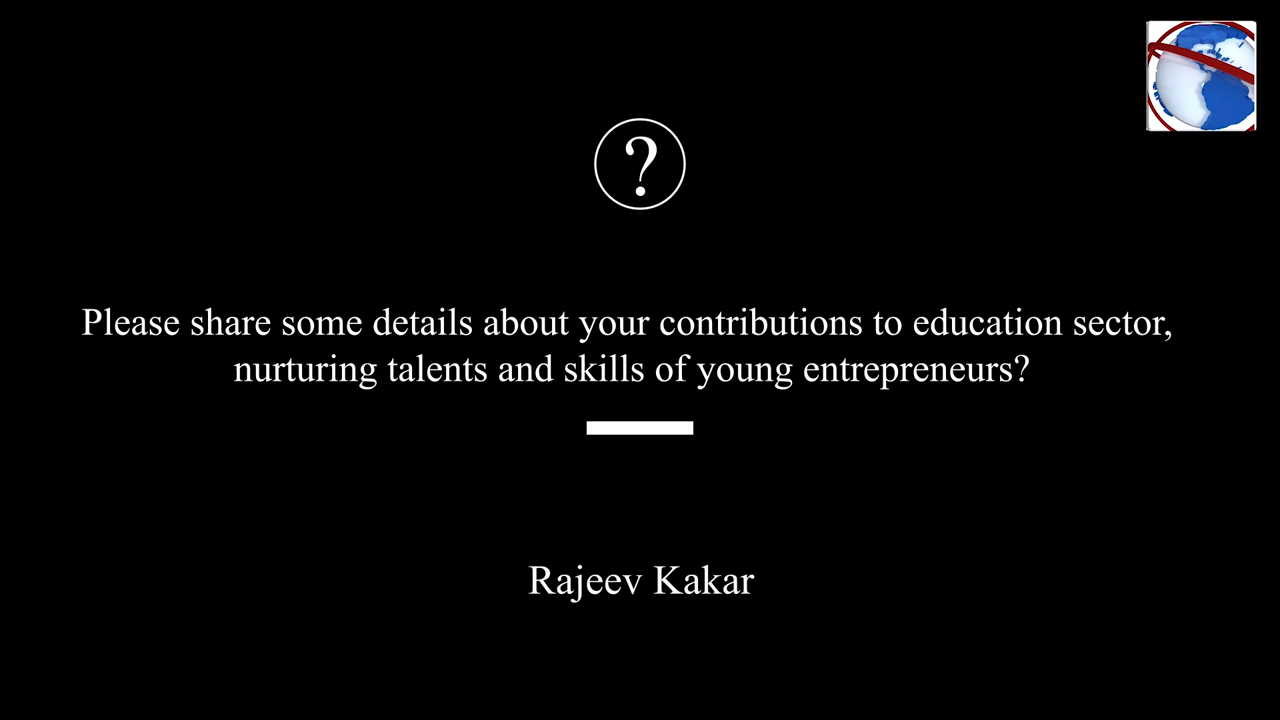 ?
Please share some details about your contributions to education sector,
nurturing talents and skills of young entrepreneurs?
Rajeev Kakar